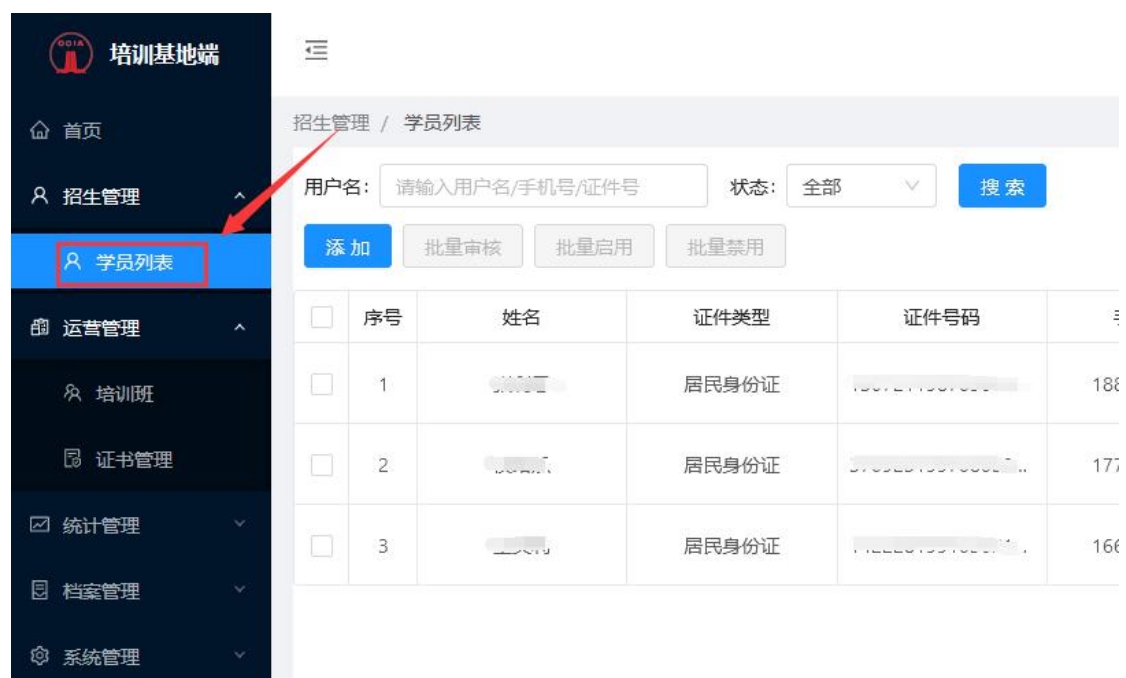 培训基地端
首页
招生管理
学员列表
运营管理
培训班
证书管理
统计管理
档案管理
系统管理
招生管理 / 学员列表
用户名: 请输入用户名/手机号/证件号 状态: 全部 搜 索
添 加 批量审核 批量启用 批量禁用
序号 姓名 证件类型 证件号码
1 居民身份证 188
2 居民身份证 177
3 居民身份证 166